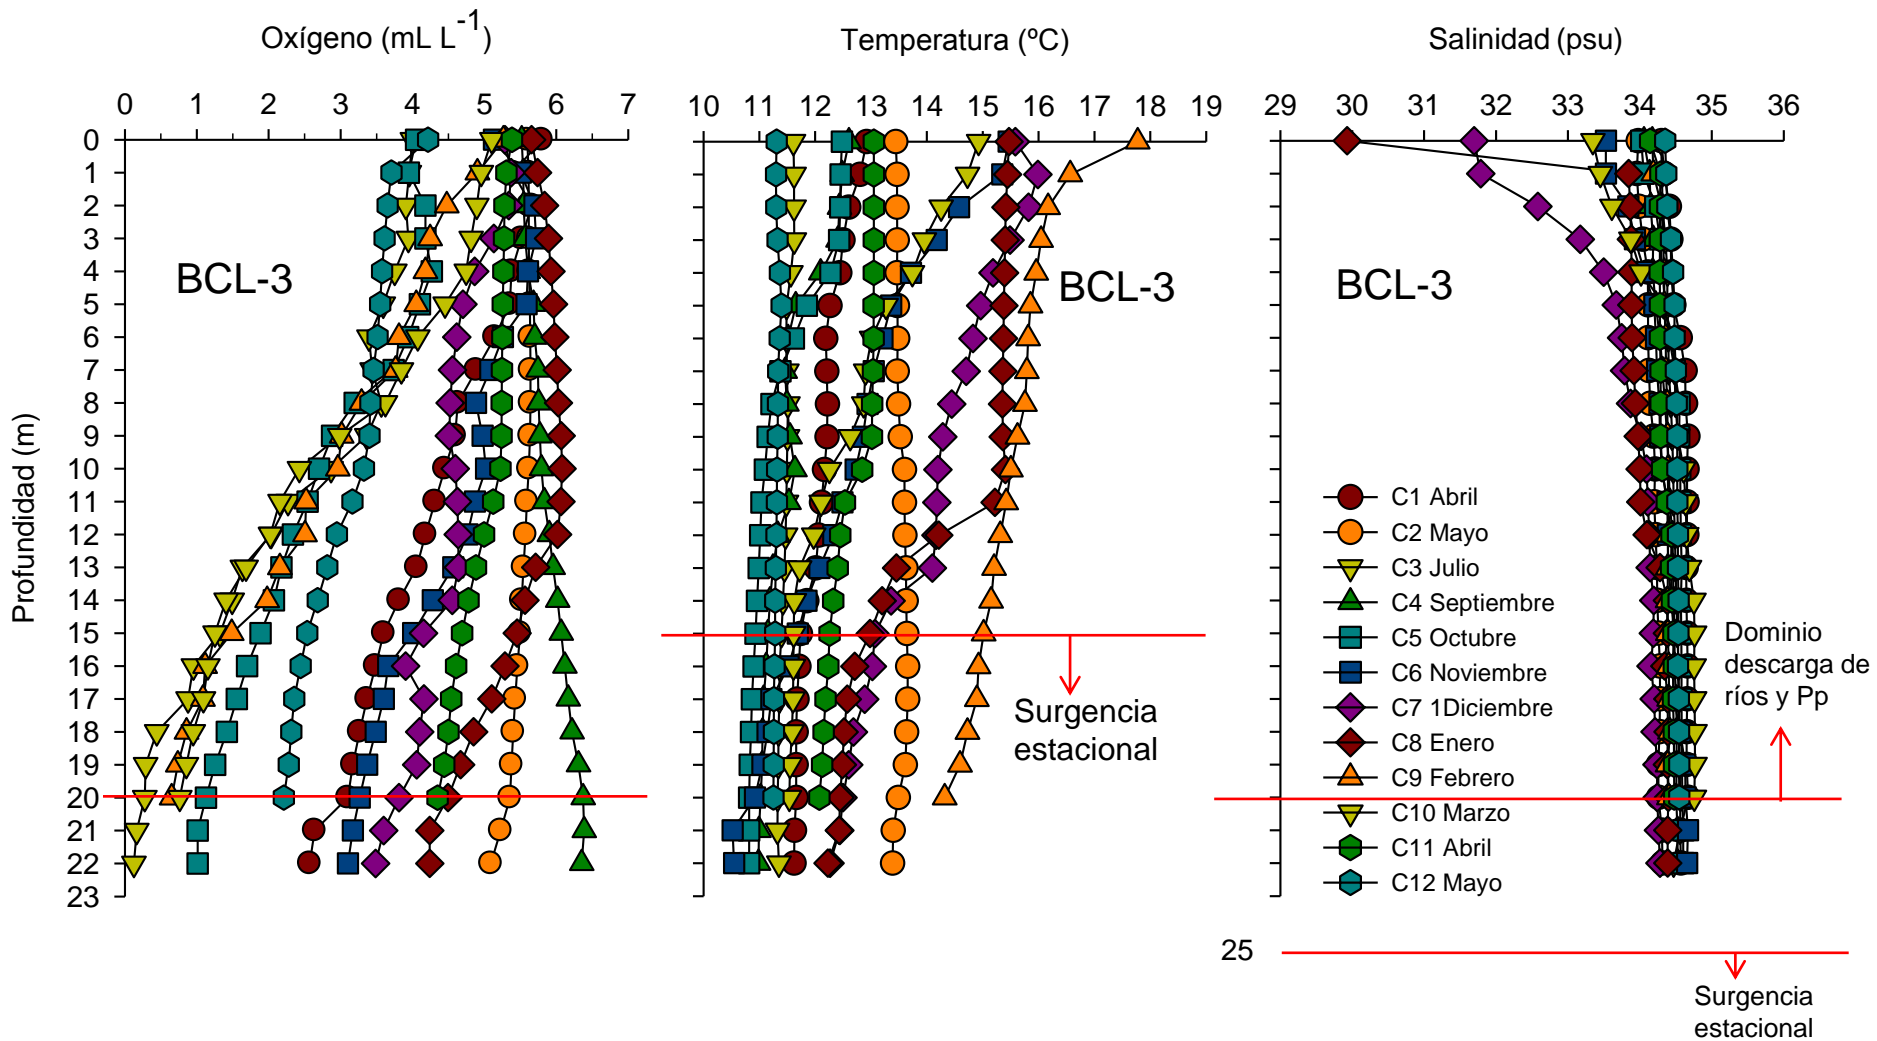 Oxígeno (mL L-1)
Temperatura (ºC)
Salinidad (psu)
0 1 2 3 4 5 6 7
10 11 12 13 14 15 16 17 18 19
29 30 31 32 33 34 35 36
Profundidad (m)
0
1
2
3
4
5
6
7
8
9
10
11
12
13
14
15
16
17
18
19
20
21
22
23
BCL-3
BCL-3
BCL-3
C1 Abril
C2 Mayo
C3 Julio
C4 Septiembre
C5 Octubre
C6 Noviembre
C7 1Diciembre
C8 Enero
C9 Febrero
C10 Marzo
C11 Abril
C12 Mayo
Surgencia
estacional
Dominio
descarga de
ríos y Pp
25
Surgencia
estacional